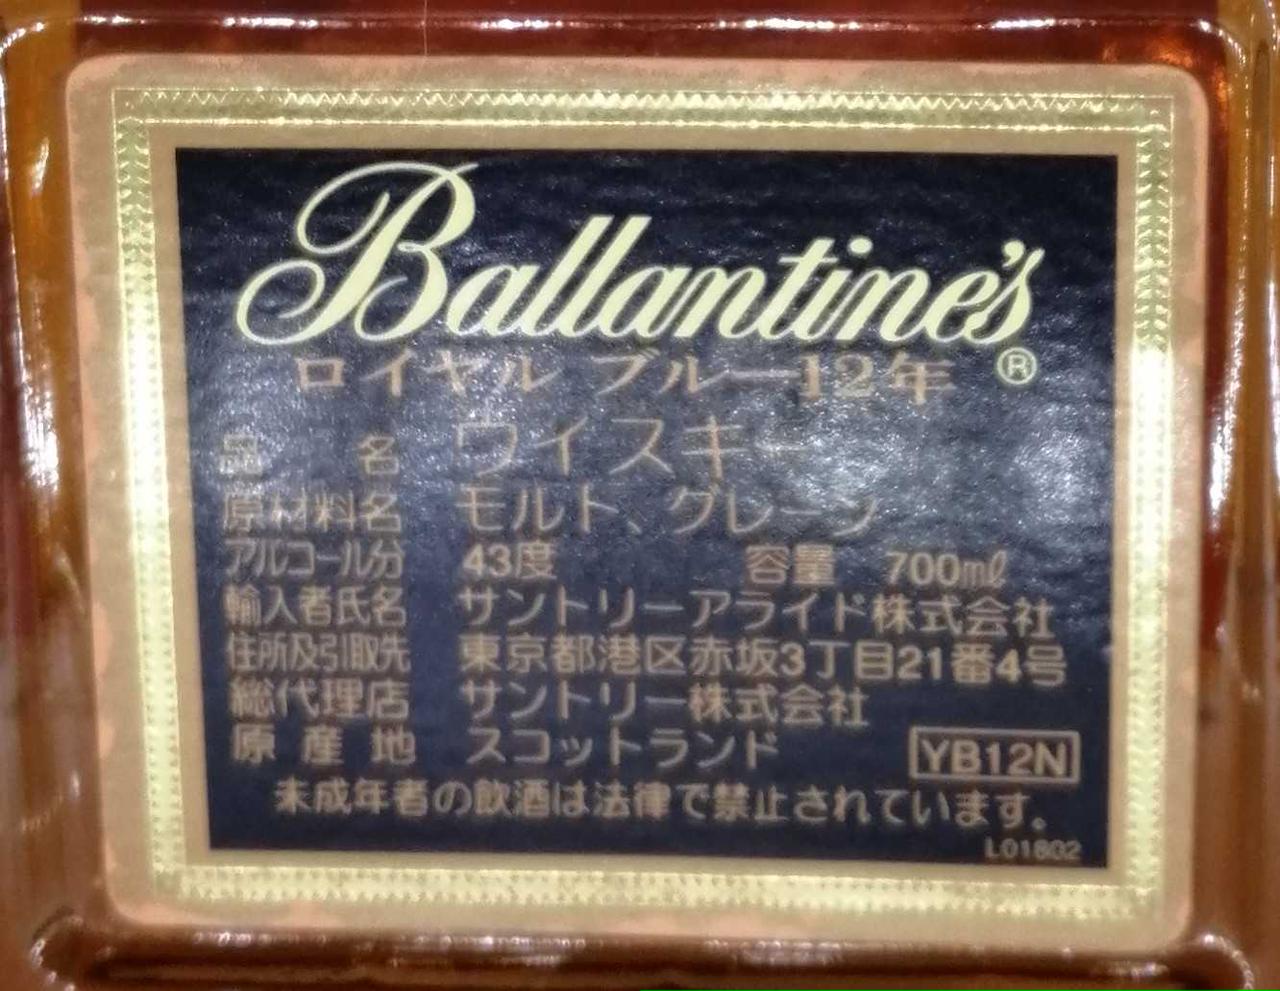 Ballantine's
ロイヤル ブルー12年 ®
品名 ウイスキー
原材料名 モルト、グレーン
アルコール分 43度 容量 700mℓ
輸入者氏名 サントリーアライド株式会社
住所及引取先 東京都港区赤坂3丁目21番4号
総代理店 サントリー株式会社
原産地 スコットランド YB12N
未成年者の飲酒は法律で禁止されています。
L01802